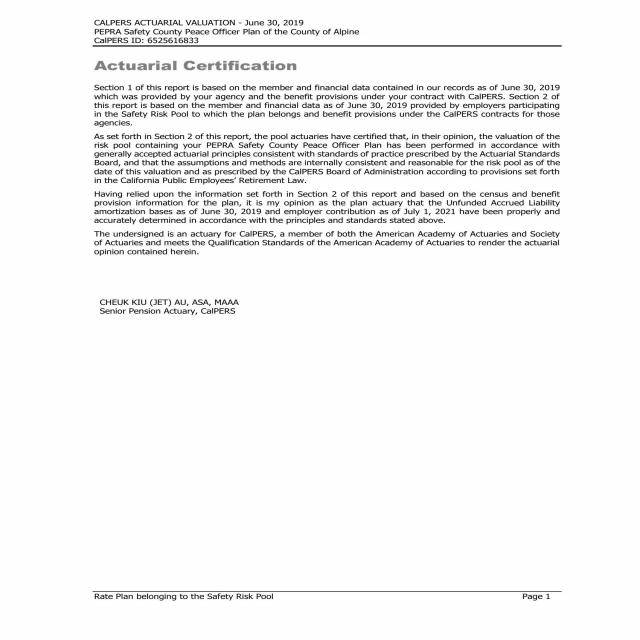 CALPERS ACTUARIAL VALUATION - June 30, 2019
PEPRA Safety County Peace Officer Plan of the County of Alpine
CalPERS ID: 6525616833
Actuarial Certification
Section 1 of this report is based on the member and financial data contained in our records as of June 30, 2019
which was provided by your agency and the benefit provisions under your contract with CalPERS. Section 2 of
this report is based on the member and financial data as of June 30, 2019 provided by employers participating
in the Safety Risk Pool to which the plan belongs and benefit provisions under the CalPERS contracts for those
agencies.
As set forth in Section 2 of this report, the pool actuaries have certified that, in their opinion, the valuation of the
risk pool containing your PEPRA Safety County Peace Officer Plan has been performed in accordance with
generally accepted actuarial principles consistent with standards of practice prescribed by the Actuarial Standards
Board, and that the assumptions and methods are internally consistent and reasonable for the risk pool as of the
date of this valuation and as prescribed by the CalPERS Board of Administration according to provisions set forth
in the California Public Employees’ Retirement Law.
Having relied upon the information set forth in Section 2 of this report and based on the census and benefit
provision information for the plan, it is my opinion as the plan actuary that the Unfunded Accrued Liability
amortization bases as of June 30, 2019 and employer contribution as of July 1, 2021 have been properly and
accurately determined in accordance with the principles and standards stated above.
The undersigned is an actuary for CalPERS, a member of both the American Academy of Actuaries and Society
of Actuaries and meets the Qualification Standards of the American Academy of Actuaries to render the actuarial
opinion contained herein.
CHEUK KIU (JET) AU, ASA, MAAA
Senior Pension Actuary, CalPERS
Rate Plan belonging to the Safety Risk Pool Page 1